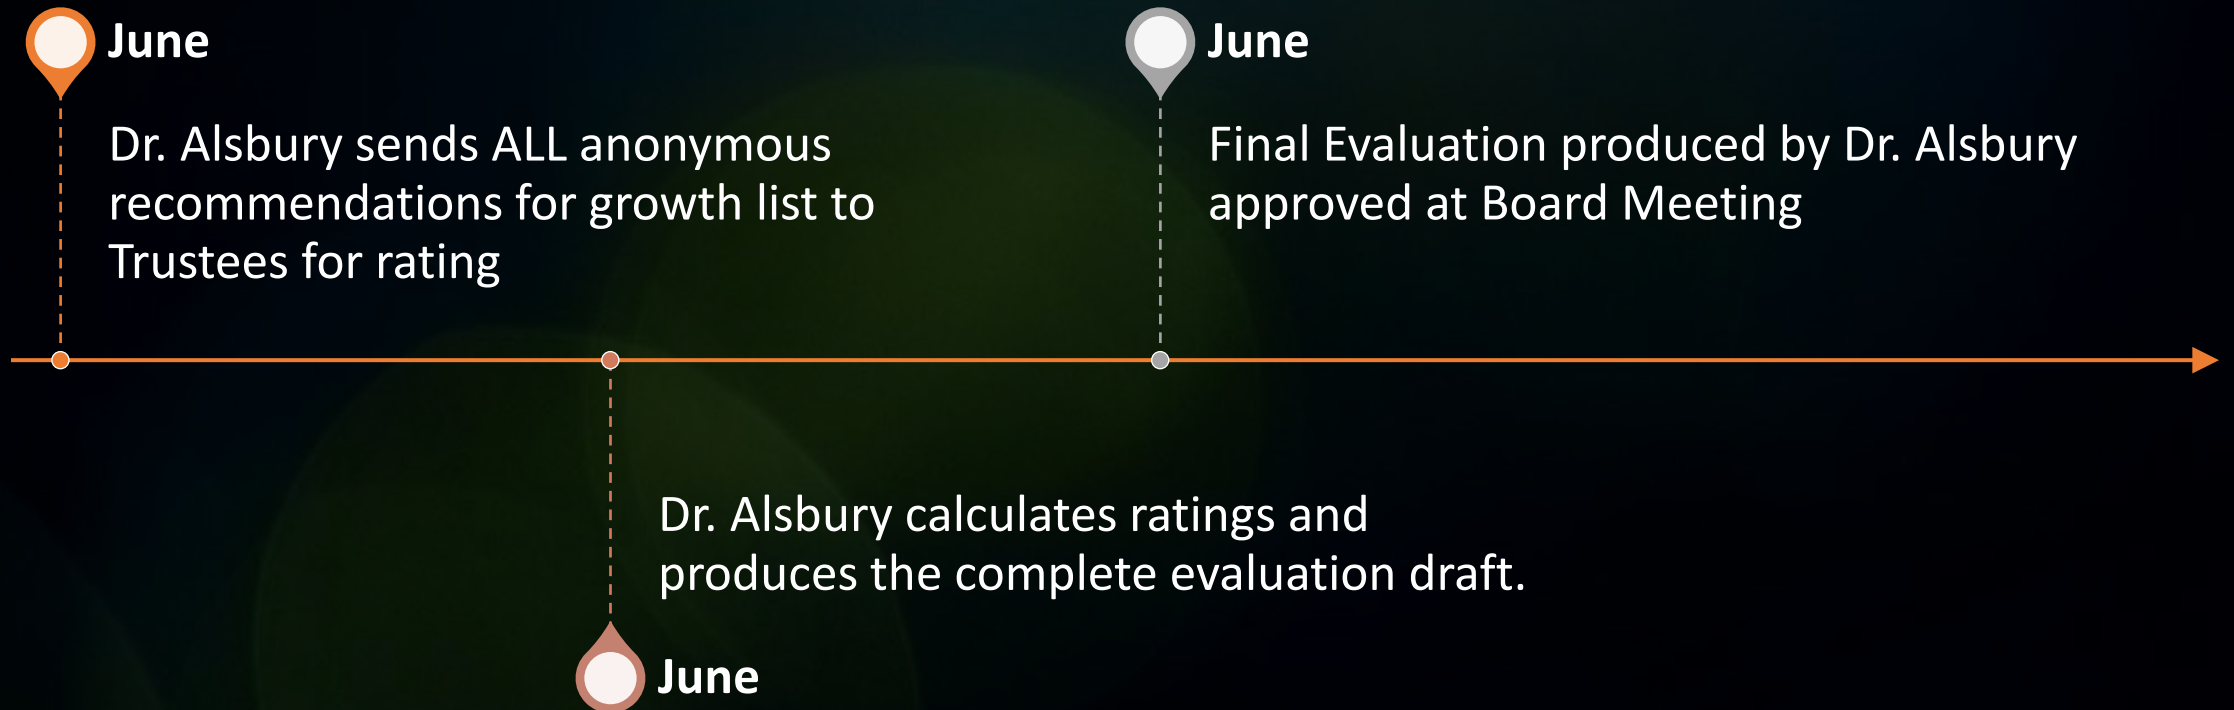 June
Dr. Alsbury sends ALL anonymous
recommendations for growth list to
Trustees for rating
June
Final Evaluation produced by Dr. Alsbury
approved at Board Meeting
Dr. Alsbury calculates ratings and
produces the complete evaluation draft.
June